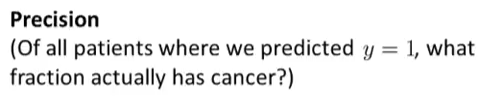 Precision
(Of all patients where we predicted y = 1, what
fraction actually has cancer?)